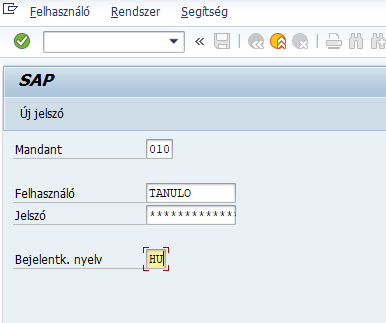 Felhasználó Rendszer Segítség
SAP
Új jelszó
Mandant 010
Felhasználó TANULO
Jelszó ************
Bejelentk. nyelv HU